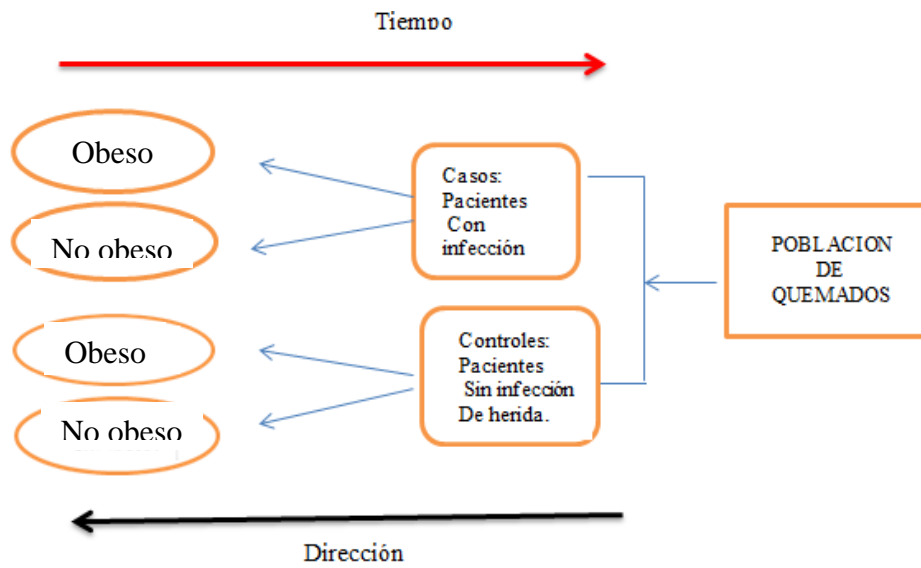 Tiempo
Obeso
No obeso
Obeso
No obeso
Casos:
Pacientes
Con
infección
Controles:
Pacientes
Sin infección
De herida.
POBLACION
DE
QUEMADOS
Dirección